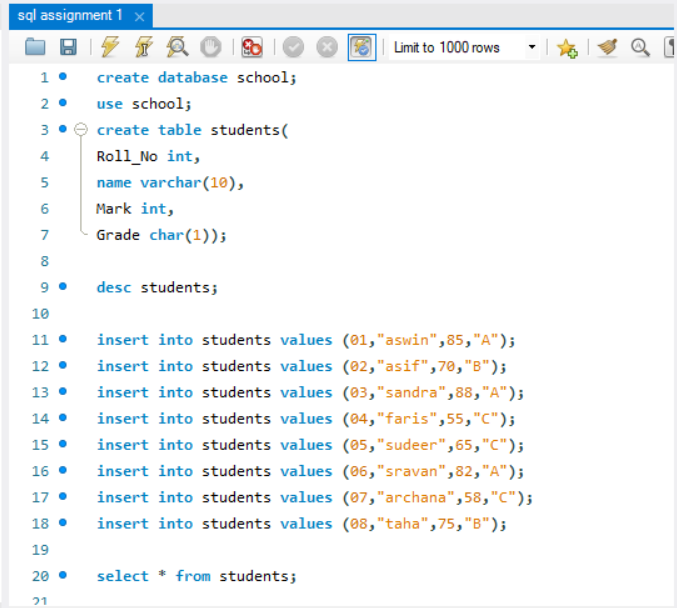 sql assignment 1
Limit to 1000 rows
1 create database school;
2 use school;
3 create table students(
4 Roll_No int,
5 name varchar(10),
6 Mark int,
7 Grade char(1));
8
9 desc students;
10
11 insert into students values (01,"aswin",85,"A");
12 insert into students values (02,"asif",70,"B");
13 insert into students values (03,"sandra",88,"A");
14 insert into students values (04,"faris",55,"C");
15 insert into students values (05,"sudeer",65,"C");
16 insert into students values (06,"sravan",82,"A");
17 insert into students values (07,"archana",58,"C");
18 insert into students values (08,"taha",75,"B");
19
20 select * from students;
21